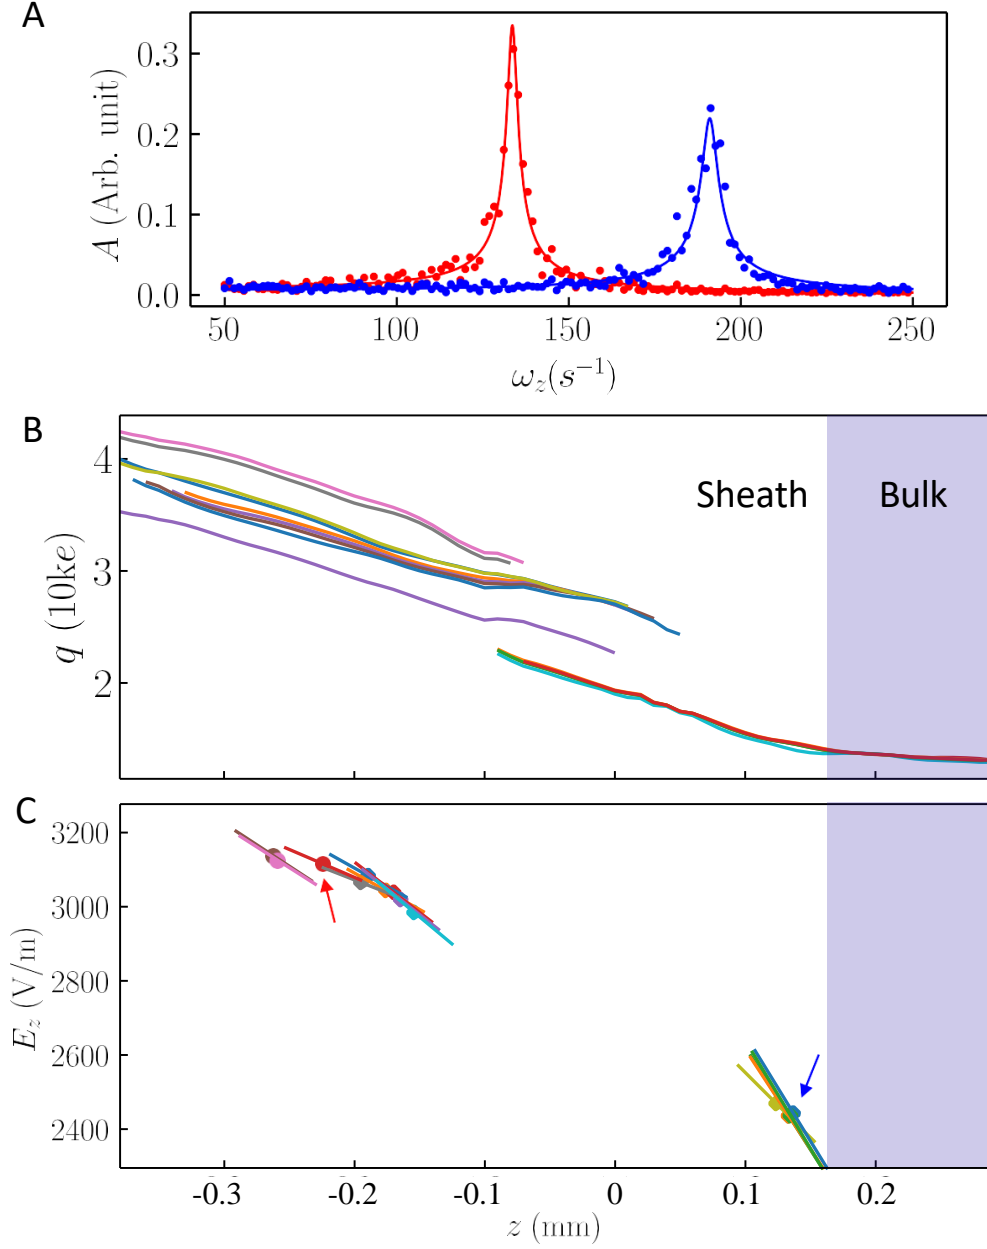 A
A (Arb. unit)
0.3
0.2
0.1
0.0
50 100 150 200 250
ω_z(s⁻¹)
B
q (10ke)
4
3
2
Sheath Bulk
C
E_z (V/m)
3200
3000
2800
2600
2400
-0.3 -0.2 -0.1 0 0.1 0.2
z (mm)